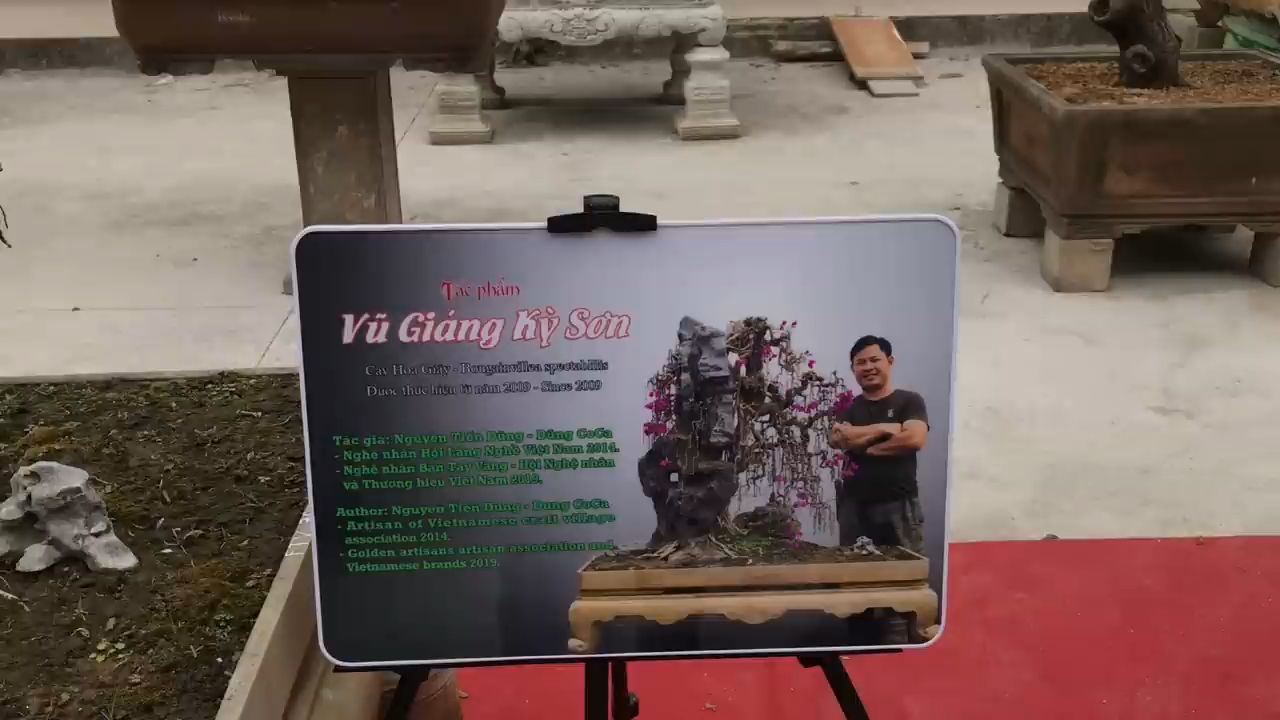 Tác phẩm
Vũ Giáng Kỳ Sơn
Cây Hoa Giấy - Bougainvillea spectabillis
Được thực hiện từ năm 2009 - Since 2009
Tác giả: Nguyễn Tiến Dũng - Dũng CoCa
- Nghệ nhân Hội Làng Nghề Việt Nam 2014.
- Nghệ nhân Bàn Tay Vàng - Hội Nghệ nhân
và Thương hiệu Việt Nam 2019.
Author: Nguyen Tien Dung - Dung CoCa
- Artisan of Vietnamese craft village
association 2014.
- Golden artisans artisan association and
Vietnamese brands 2019.